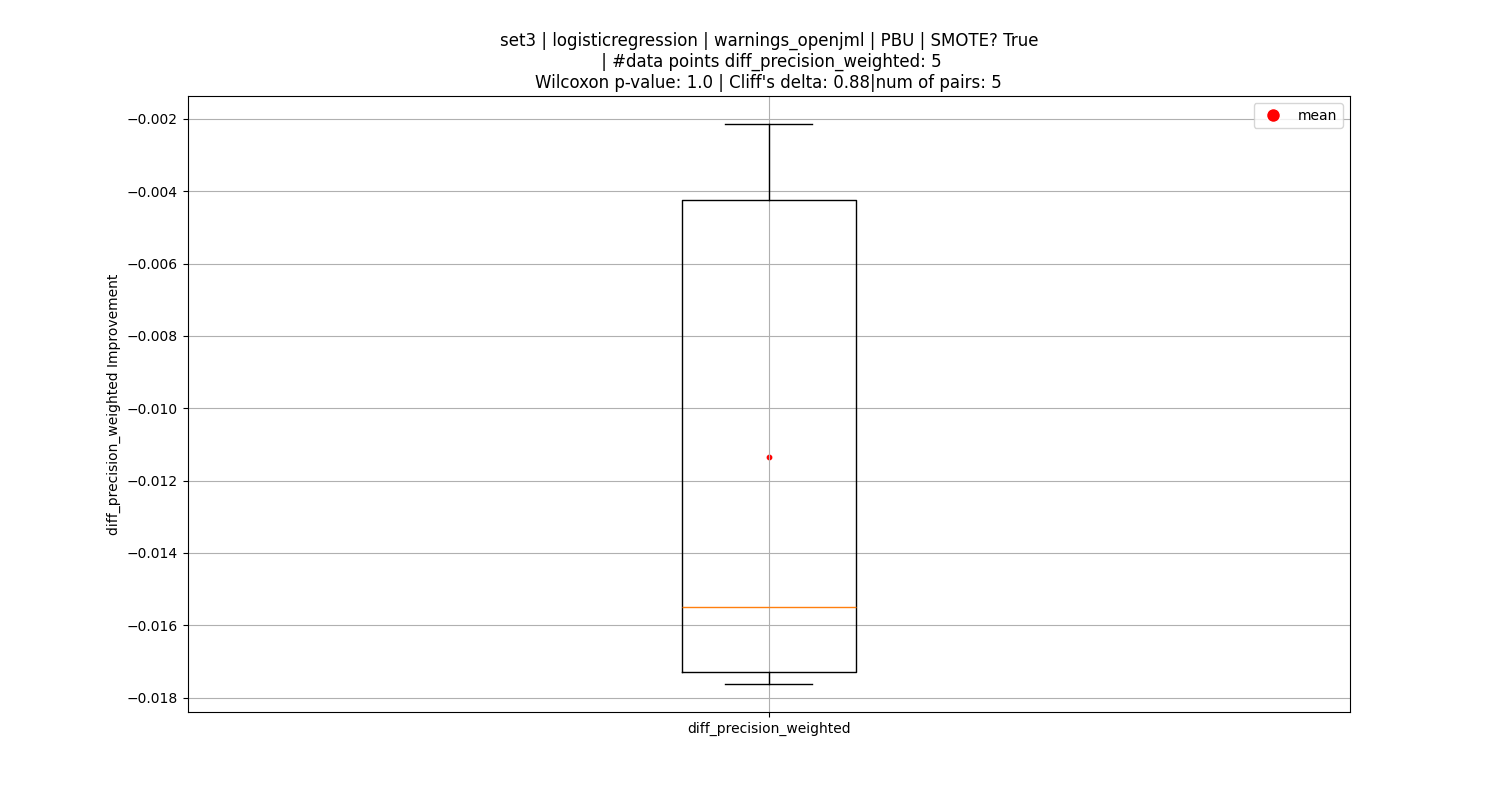 set3 | logisticregression | warnings_openjml | PBU | SMOTE? True
| #data points diff_precision_weighted: 5
Wilcoxon p-value: 1.0 | Cliff's delta: 0.88|num of pairs: 5
mean
−0.002
−0.004
−0.006
−0.008
−0.010
−0.012
−0.014
−0.016
−0.018
diff_precision_weighted Improvement
diff_precision_weighted